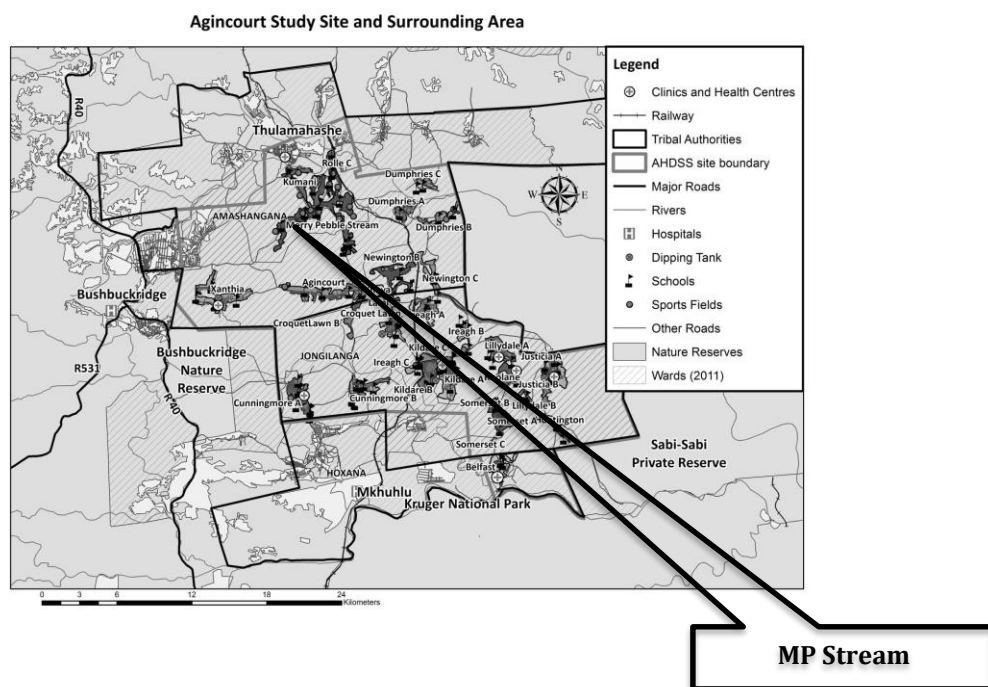 Agincourt Study Site and Surrounding Area
R40
Thulamahashe
Rolle C
Kumani
Dumphries C
Dumphries A
AMASHANGANA
Merry Pebble Stream
Dumphries B
Newington B
Newington C
Xanthia
Agincourt
Bushbuckridge
Croquet Lawn
Ireagh A
CroquetLawn B
Ireagh B
Kildare C
Lillydale A
Bushbuckridge
Nature
Reserve
JONGILANGA
Justicia A
Ireagh C
R531
Kildare A
Kildare B
Justicia B
R40
Cunningmore A
Cunningmore B
Somerset B
Lillydale B
Somerset A
Somerset C
Sabi-Sabi
Private Reserve
HOXANA
Belfast
Mkhuhlu
Kruger National Park
Legend
Clinics and Health Centres
Railway
Tribal Authorities
AHDSS site boundary
Major Roads
Rivers
Hospitals
Dipping Tank
Schools
Sports Fields
Other Roads
Nature Reserves
Wards (2011)
N
W E
S
0 3 6 12 18 24
Kilometers
MP Stream